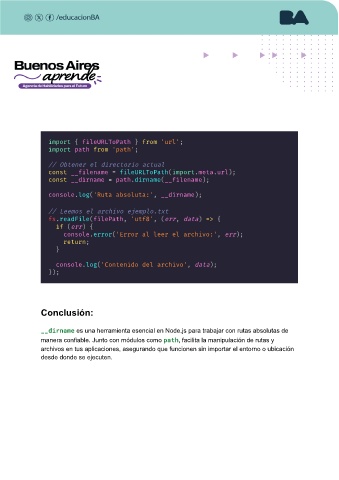 /educacionBA
BA
Buenos Aires
aprende
Agencia de Habilidades para el Futuro
import { fileURLToPath } from 'url';
import path from 'path';
// Obtener el directorio actual
const __filename = fileURLToPath(import.meta.url);
const __dirname = path.dirname(__filename);
console.log('Ruta absoluta:', __dirname);
// Leemos el archivo ejemplo.txt
fs.readFile(filePath, 'utf8', (err, data) => {
if (err) {
console.error('Error al leer el archivo:', err);
return;
}
console.log('Contenido del archivo', data);
});
Conclusión:
__dirname es una herramienta esencial en Node.js para trabajar con rutas absolutas de
manera confiable. Junto con módulos como path, facilita la manipulación de rutas y
archivos en tus aplicaciones, asegurando que funcionen sin importar el entorno o ubicación
desde donde se ejecuten.